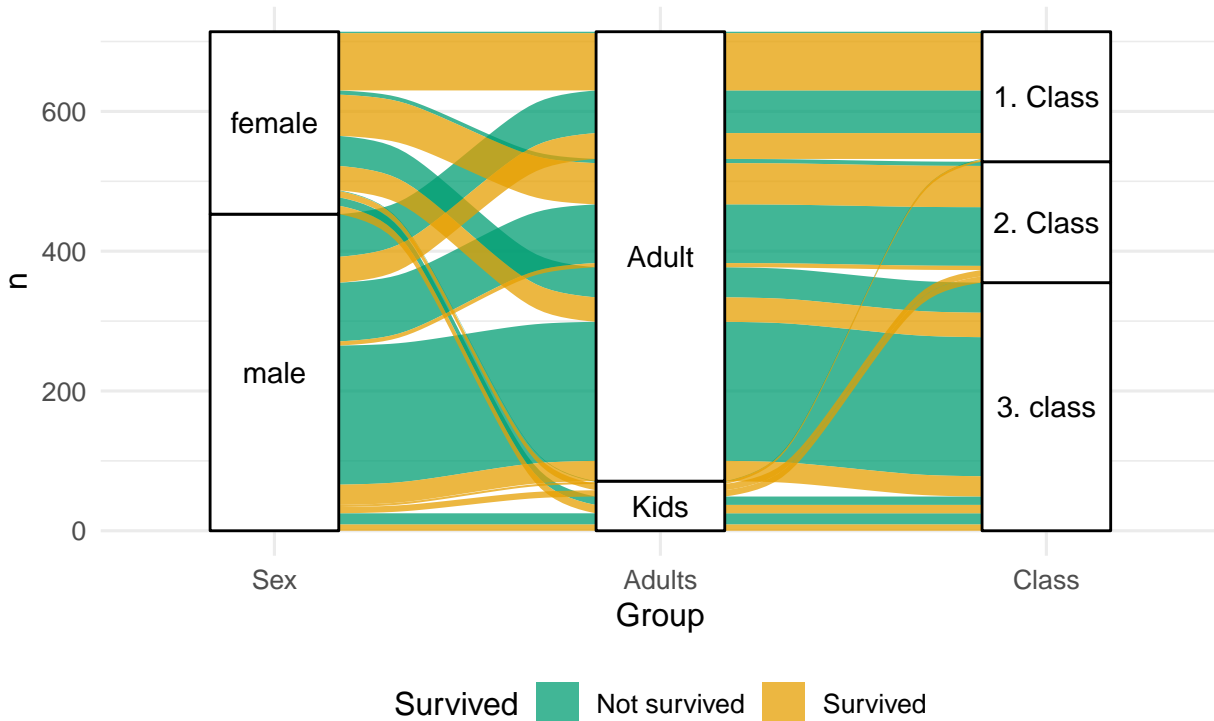 n
600
400
200
0
female
male
Adult
Kids
1. Class
2. Class
3. class
Sex
Adults
Class
Group
Survived
Not survived
Survived